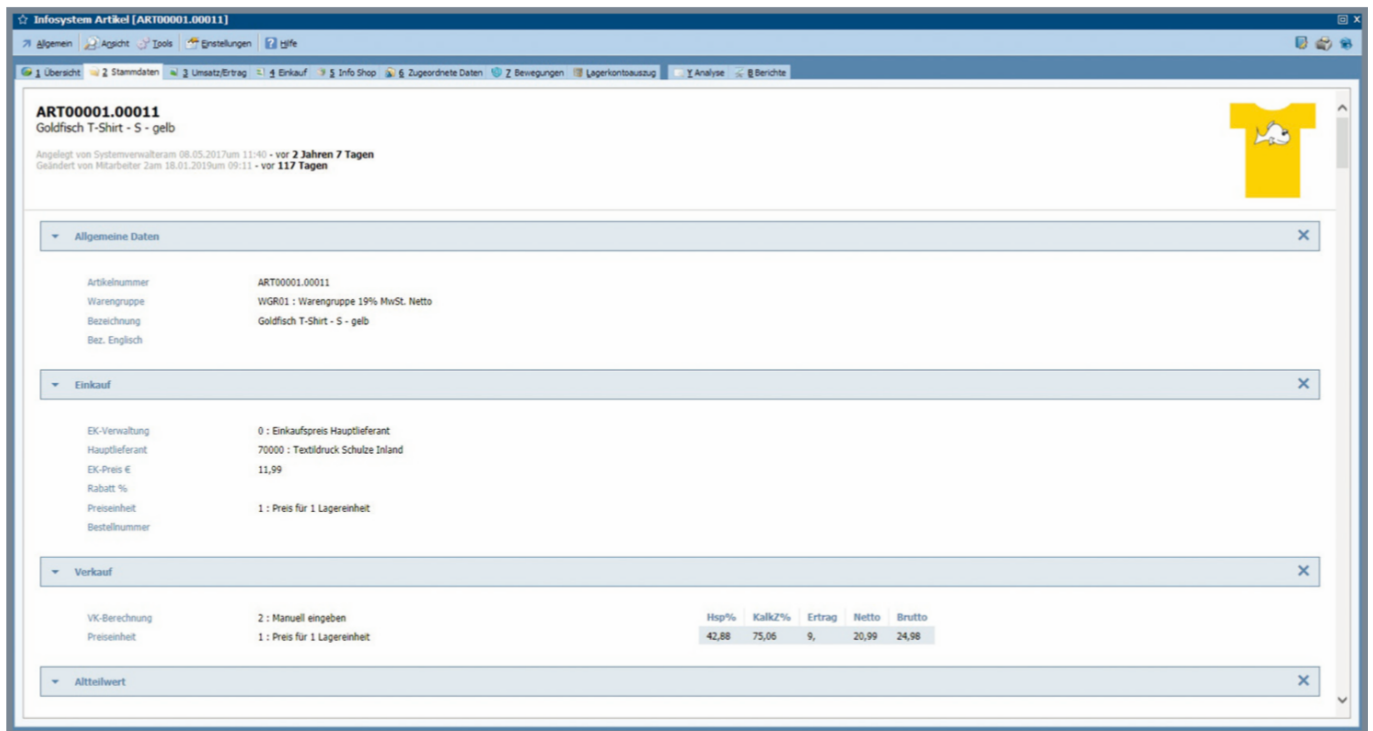 Infosystem Artikel [ART00001.00011]
Allgemein Ansicht Tools Einstellungen Hilfe
1 Übersicht 2 Stammdaten 3 Umsatz/Ertrag 4 Einkauf 5 Info Shop 6 Zugeordnete Daten 7 Bewegungen Lagerkontoauszug Y Analyse 8 Berichte
ART00001.00011
Goldfisch T-Shirt - S - gelb
Angelegt von Systemverwalteram 08.05.2017um 11:40 - vor 2 Jahren 7 Tagen
Geändert von Mitarbeiter 2am 18.01.2019um 09:11 - vor 117 Tagen
Allgemeine Daten
Artikelnummer ART00001.00011
Warengruppe WGR01 : Warengruppe 19% MwSt. Netto
Bezeichnung Goldfisch T-Shirt - S - gelb
Bez. Englisch
Einkauf
EK-Verwaltung 0 : Einkaufspreis Hauptlieferant
Hauptlieferant 70000 : Textildruck Schulze Inland
EK-Preis € 11,99
Rabatt %
Preiseinheit 1 : Preis für 1 Lagereinheit
Bestellnummer
Verkauf
Hsp% KalkZ% Ertrag Netto Brutto
VK-Berechnung 2 : Manuell eingeben
Preiseinheit 1 : Preis für 1 Lagereinheit 42,88 75,06 9, 20,99 24,98
Altteilwert